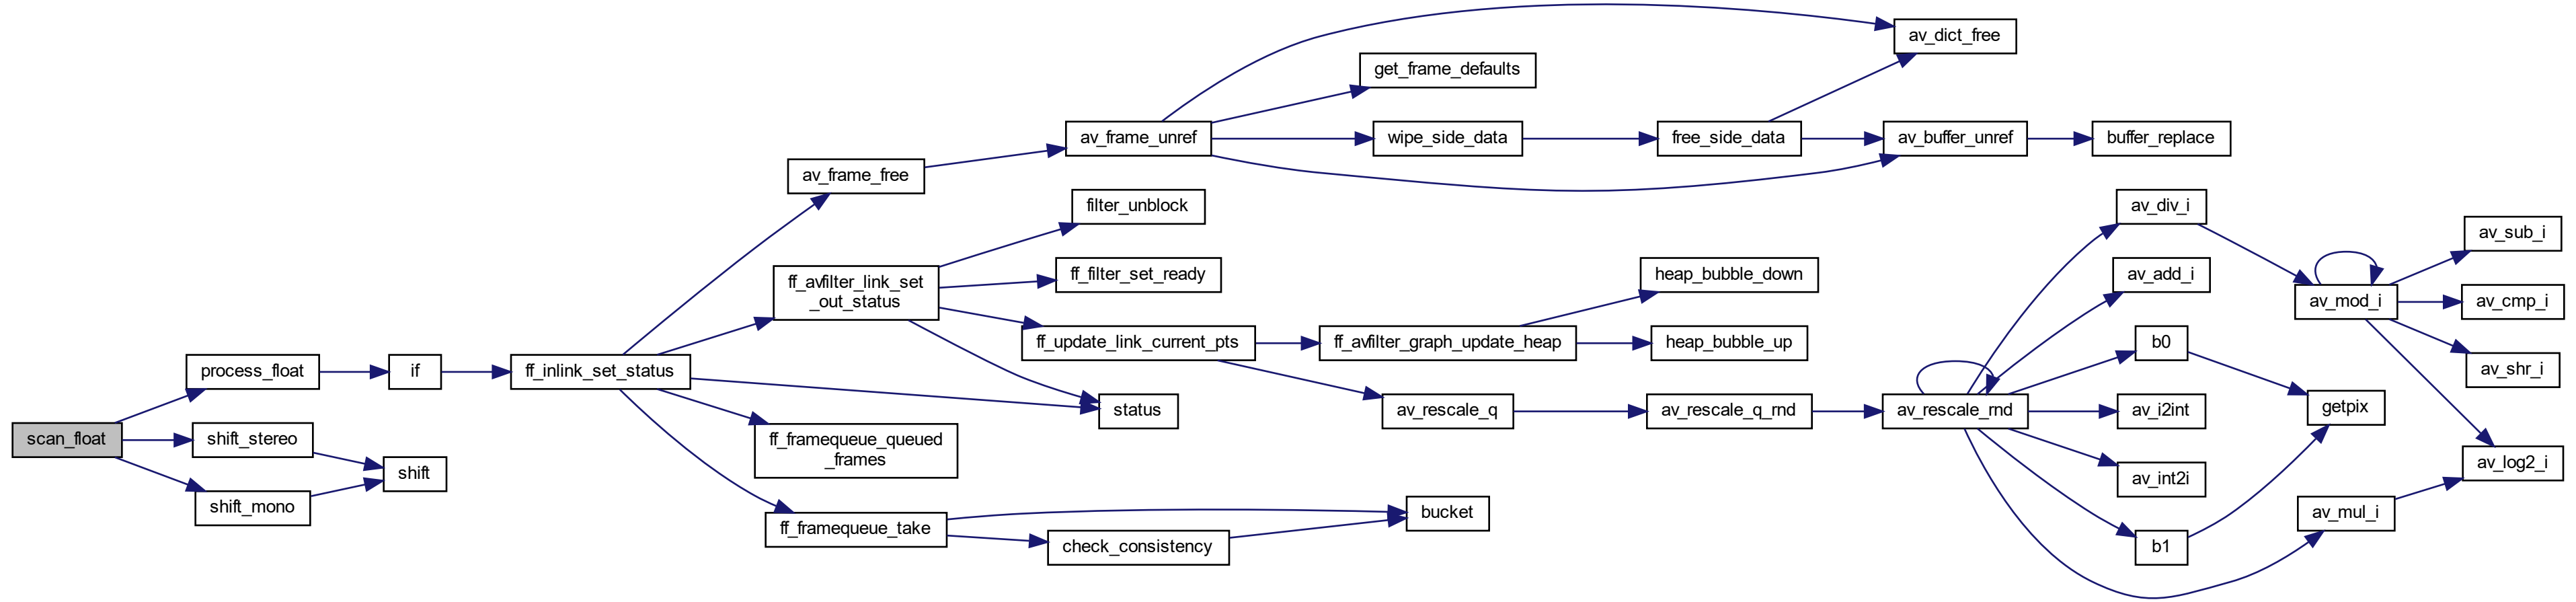 scan_float
process_float
shift_stereo
shift_mono
if
shift
ff_inlink_set_status
av_frame_free
ff_avfilter_link_set
_out_status
ff_framequeue_queued
_frames
ff_framequeue_take
av_frame_unref
filter_unblock
ff_filter_set_ready
ff_update_link_current_pts
status
check_consistency
bucket
get_frame_defaults
wipe_side_data
ff_avfilter_graph_update_heap
av_rescale_q
free_side_data
heap_bubble_down
heap_bubble_up
av_rescale_q_rnd
av_dict_free
av_buffer_unref
buffer_replace
av_rescale_rnd
av_div_i
av_add_i
b0
av_i2int
av_int2i
b1
av_mod_i
getpix
av_mul_i
av_sub_i
av_cmp_i
av_shr_i
av_log2_i